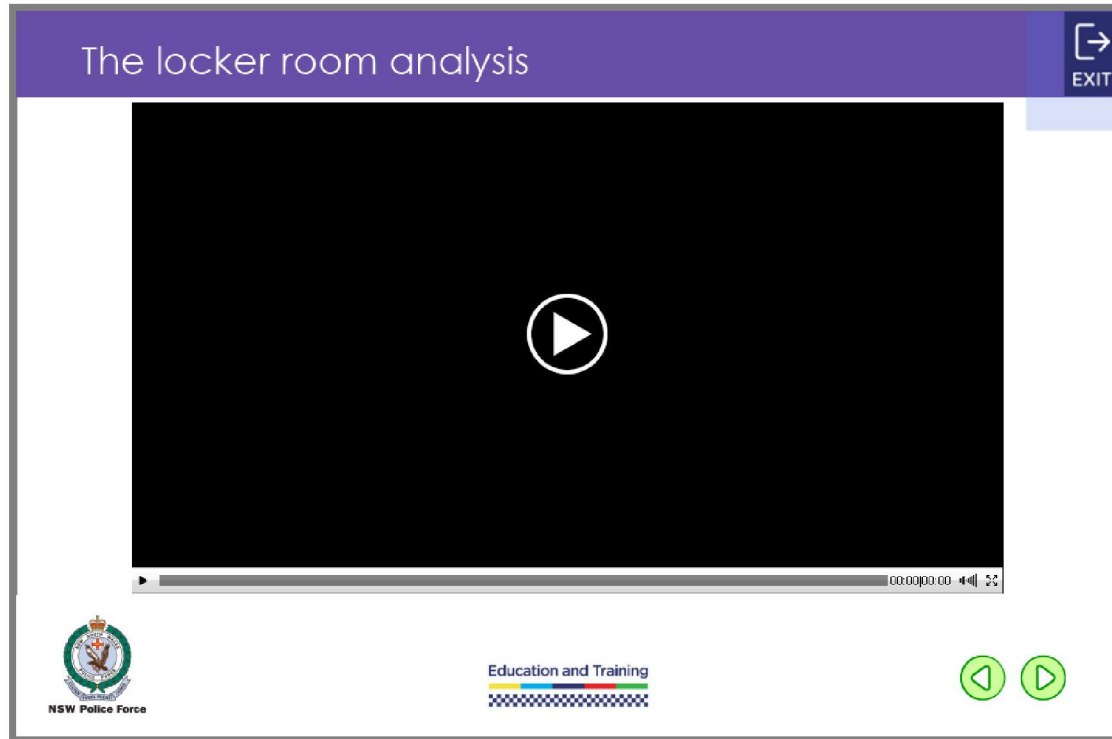 The locker room analysis
EXIT
00:00|00:00
NSW Police Force
Education and Training